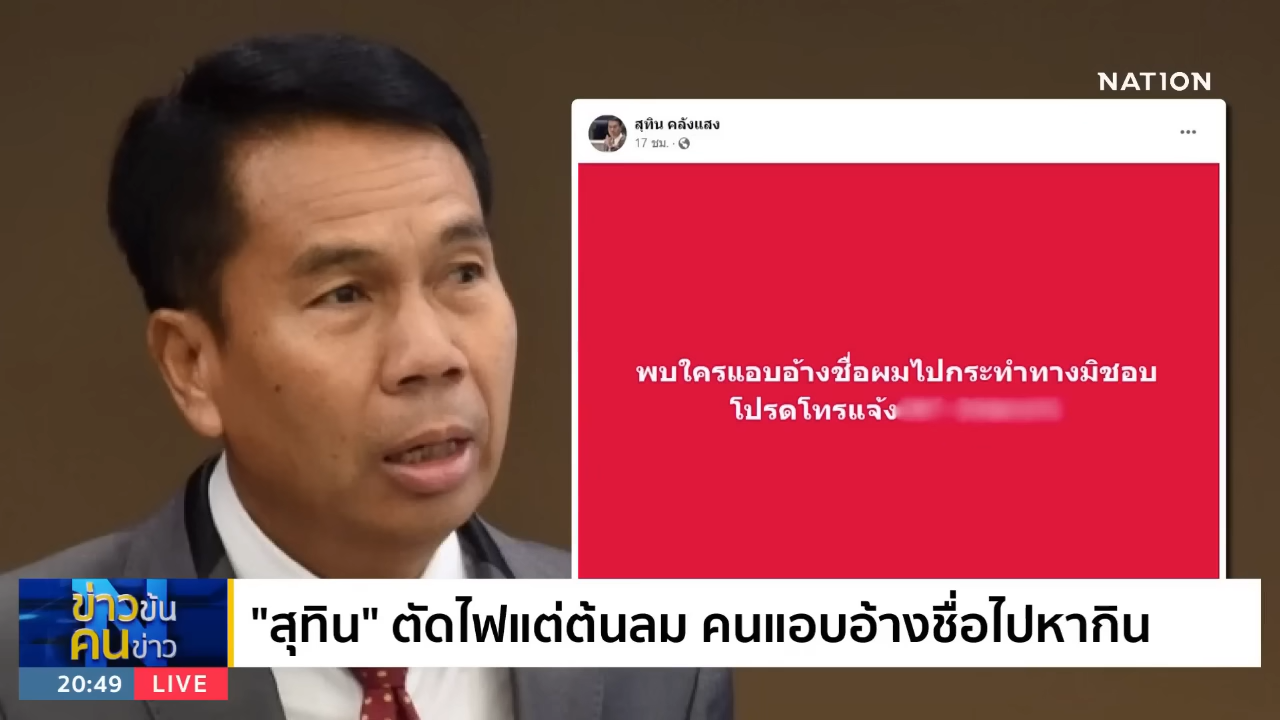 NATION
สุทิน คลังแสง
17 ชม.
พบใครแอบอ้างชื่อผมไปกระทำทางมิชอบ
โปรดโทรแจ้ง
ข่าวข้น
คนข่าว
"สุทิน" ตัดไฟแต่ต้นลม คนแอบอ้างชื่อไปหากิน
20:49 LIVE